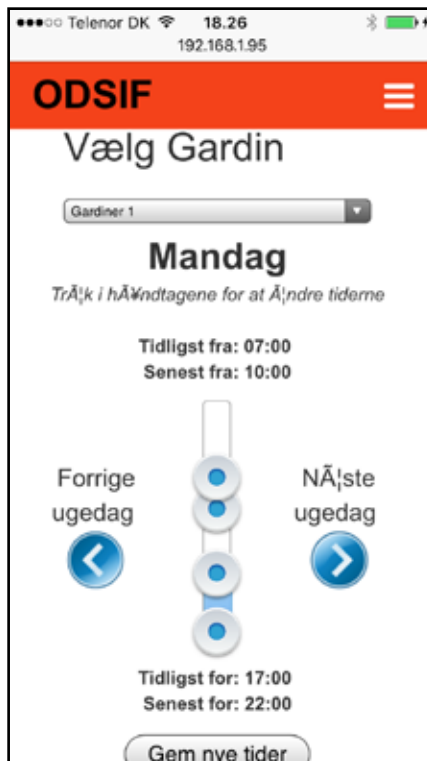 Telenor DK 18.26
192.168.1.95
ODSIF
Vælg Gardin
Gardiner 1
Mandag
TrÃ¦k i hÃ¥ndtagene for at Ã¦ndre tiderne
Tidligst fra: 07:00
Senest fra: 10:00
Forrige
ugedag
NÃ¦ste
ugedag
Tidligst for: 17:00
Senest for: 22:00
Gem nye tider